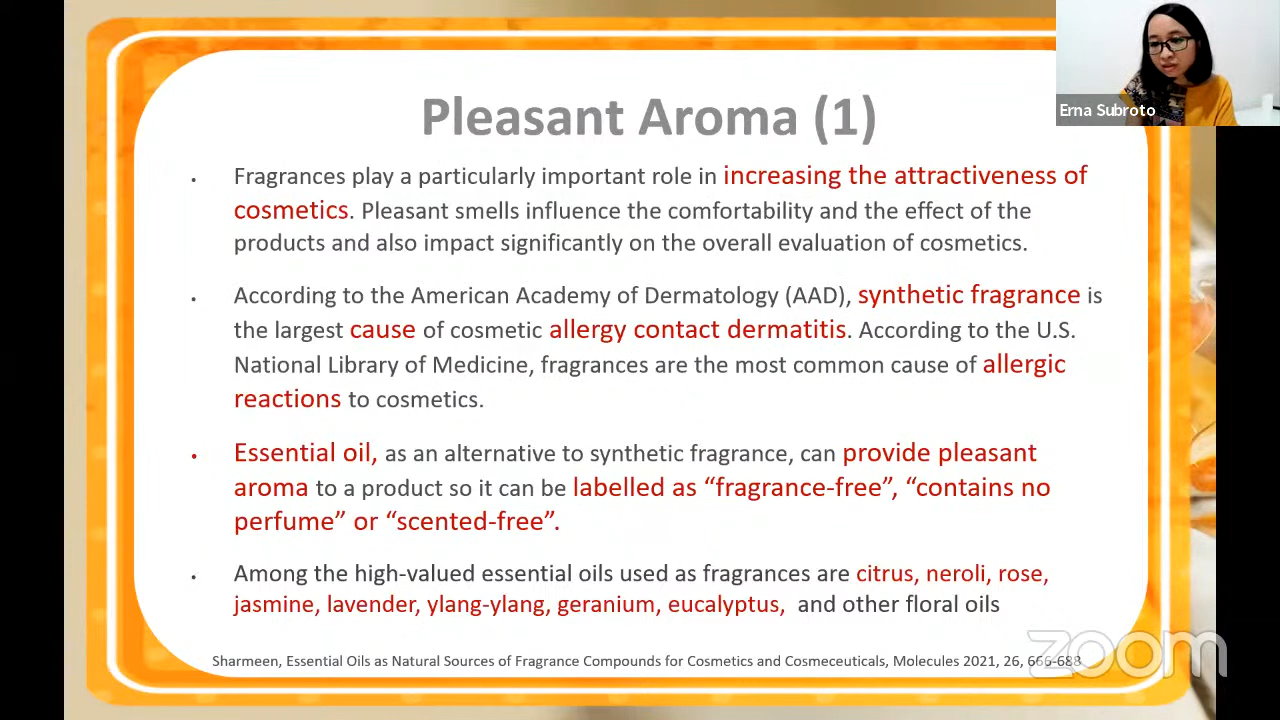 Pleasant Aroma (1)
Erna Subroto
• Fragrances play a particularly important role in increasing the attractiveness of
cosmetics. Pleasant smells influence the comfortability and the effect of the
products and also impact significantly on the overall evaluation of cosmetics.
• According to the American Academy of Dermatology (AAD), synthetic fragrance is
the largest cause of cosmetic allergy contact dermatitis. According to the U.S.
National Library of Medicine, fragrances are the most common cause of allergic
reactions to cosmetics.
• Essential oil, as an alternative to synthetic fragrance, can provide pleasant
aroma to a product so it can be labelled as “fragrance-free”, “contains no
perfume” or “scented-free”.
• Among the high-valued essential oils used as fragrances are citrus, neroli, rose,
jasmine, lavender, ylang-ylang, geranium, eucalyptus, and other floral oils
Sharmeen, Essential Oils as Natural Sources of Fragrance Compounds for Cosmetics and Cosmeceuticals, Molecules 2021, 26, 666-688
zoom